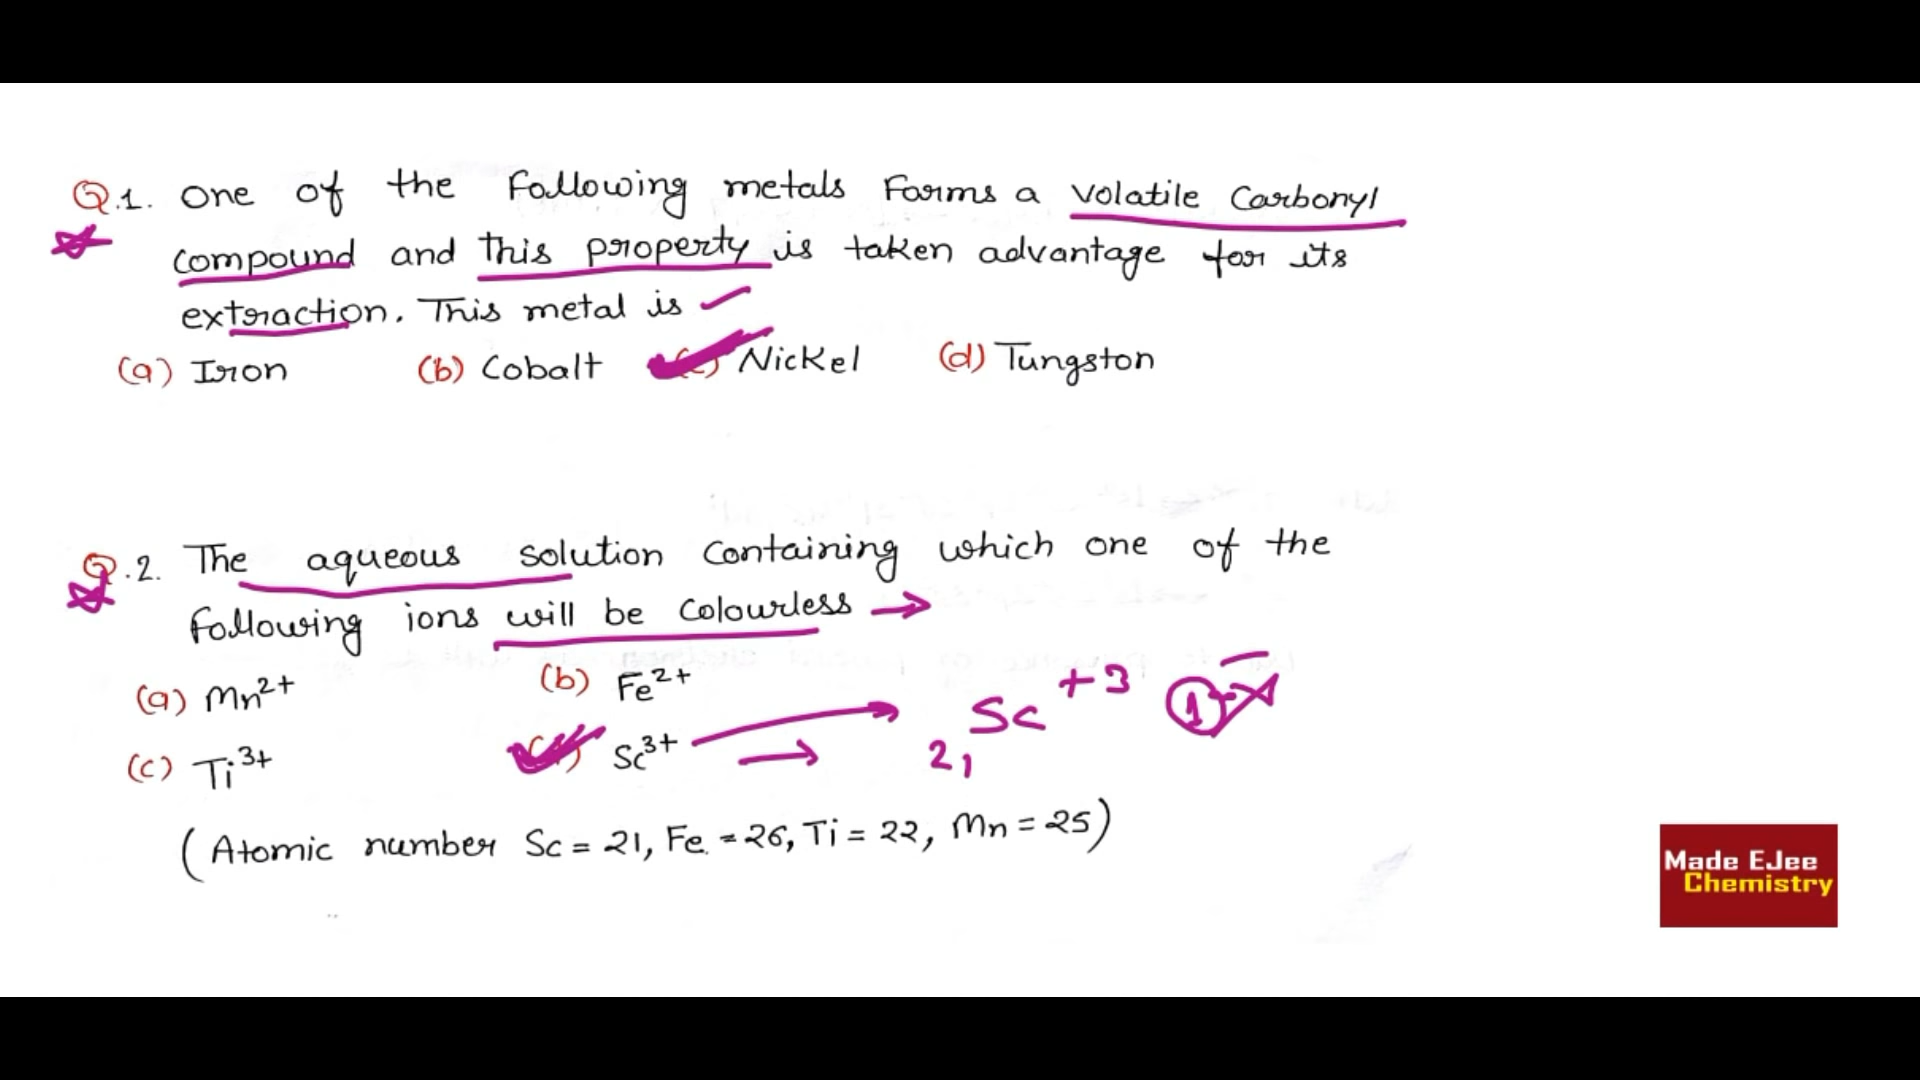 Q.1. One of the following metals forms a volatile Carbonyl
compound and this property is taken advantage for its
extraction. This metal is
(a) Iron (b) Cobalt (c) Nickel (d) Tungston
Q.2. The aqueous solution containing which one of the
following ions will be colourless →
(a) Mn²⁺ (b) Fe²⁺
(c) Ti³⁺ Sc³⁺ → ₂₁Sc⁺³ 1
(Atomic number Sc = 21, Fe = 26, Ti = 22, Mn = 25)
Made EJee
Chemistry